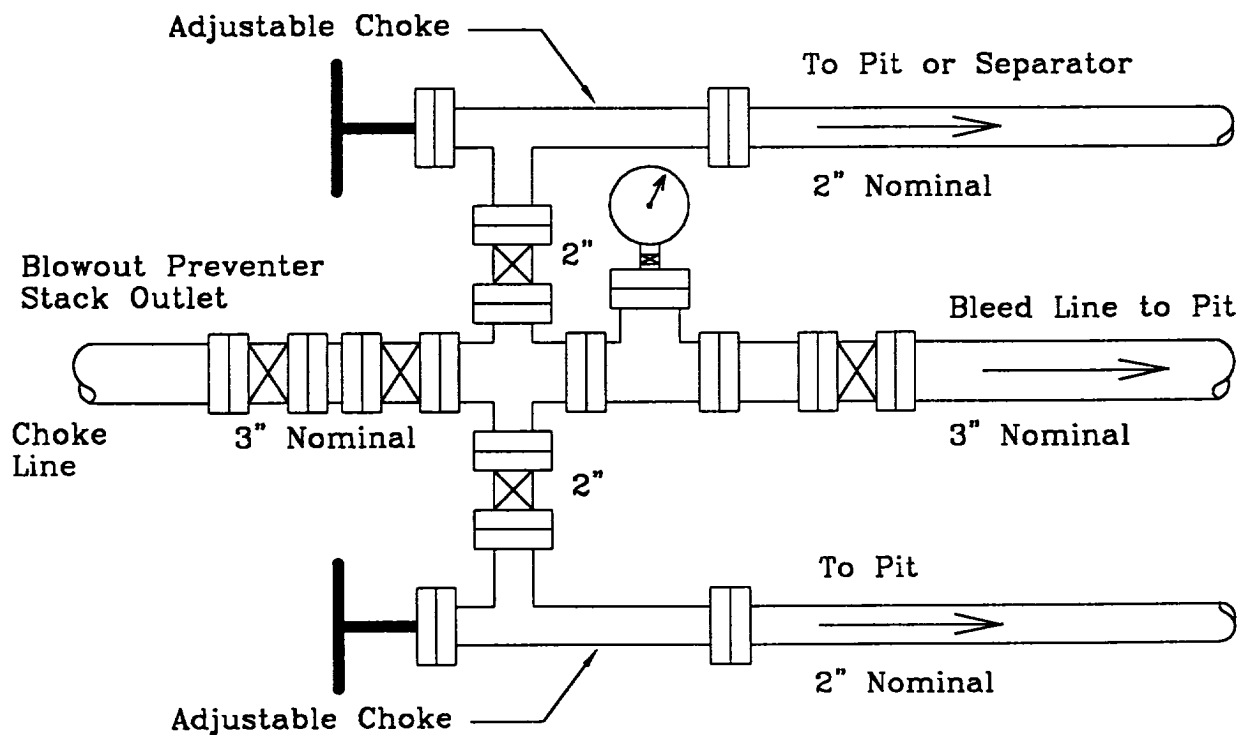 Adjustable Choke
To Pit or Separator
2" Nominal
2"
Blowout Preventer
Stack Outlet
Bleed Line to Pit
Choke
Line
3" Nominal
3" Nominal
2"
To Pit
2" Nominal
Adjustable Choke